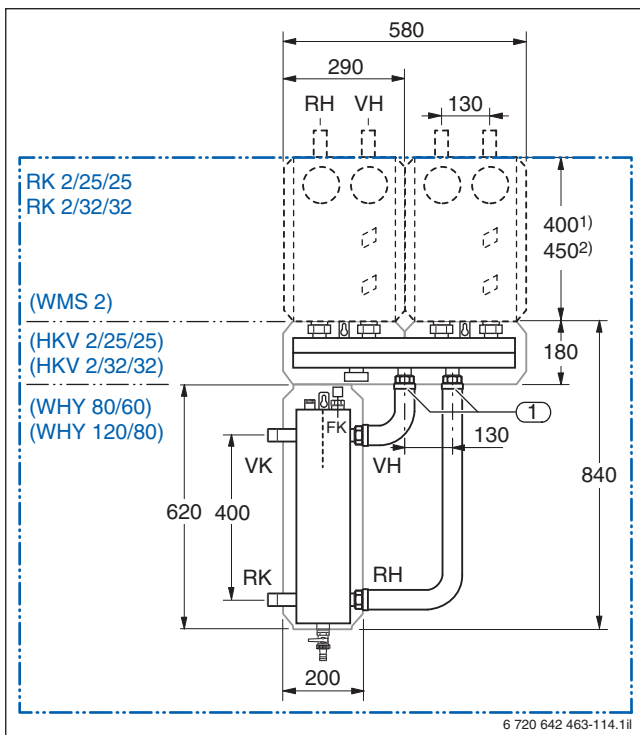 580
290
RH VH 130
RK 2/25/25
RK 2/32/32
400¹⁾
450²⁾
(WMS 2)
(HKV 2/25/25)
(HKV 2/32/32)
180
(WHY 80/60)
(WHY 120/80)
FK
1
130
VK VH
620 400 840
RK RH
200
6 720 642 463-114.1il